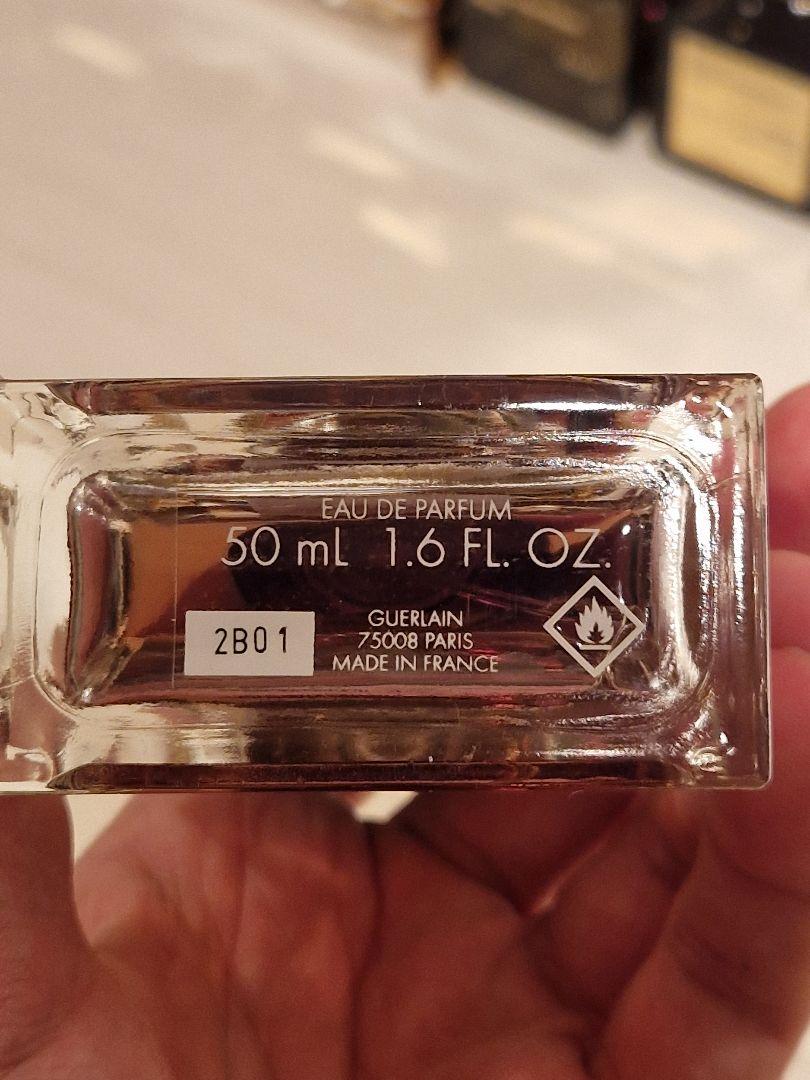 EAU DE PARFUM
50 mL 1.6 FL. OZ.
2B01
GUERLAIN
75008 PARIS
MADE IN FRANCE